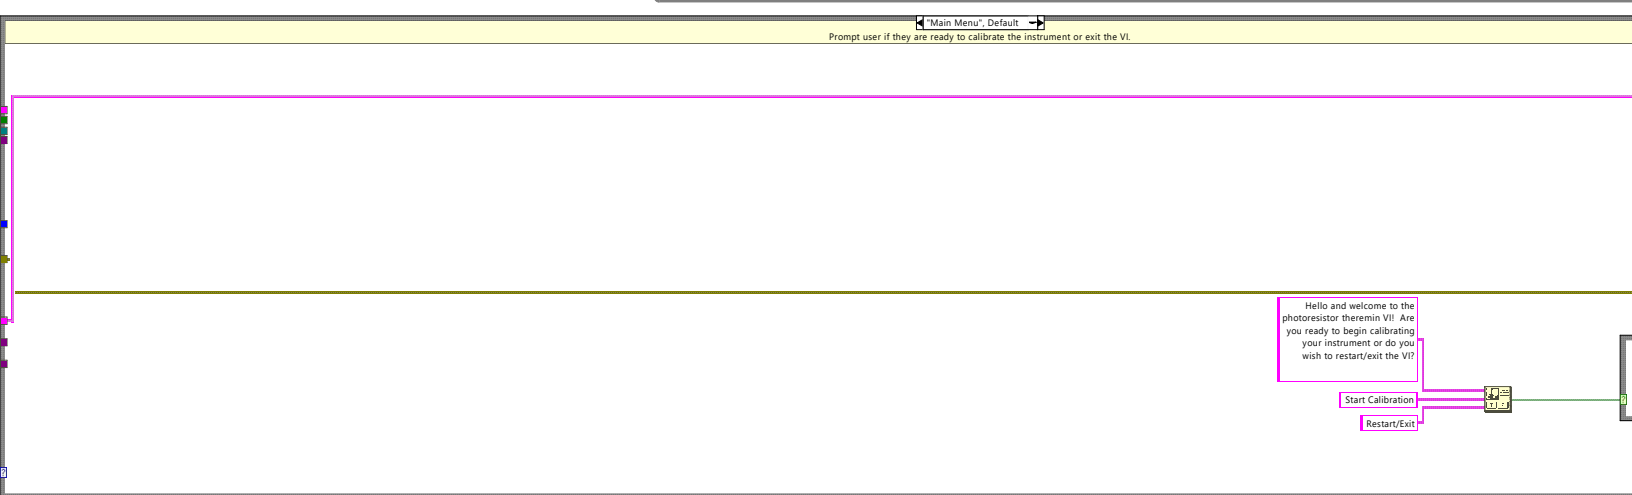 "Main Menu", Default
Prompt user if they are ready to calibrate the instrument or exit the VI.
Hello and welcome to the
photoresistor theremin VI!  Are
you ready to begin calibrating
your instrument or do you
wish to restart/exit the VI?
Start Calibration
?
Restart/Exit
?